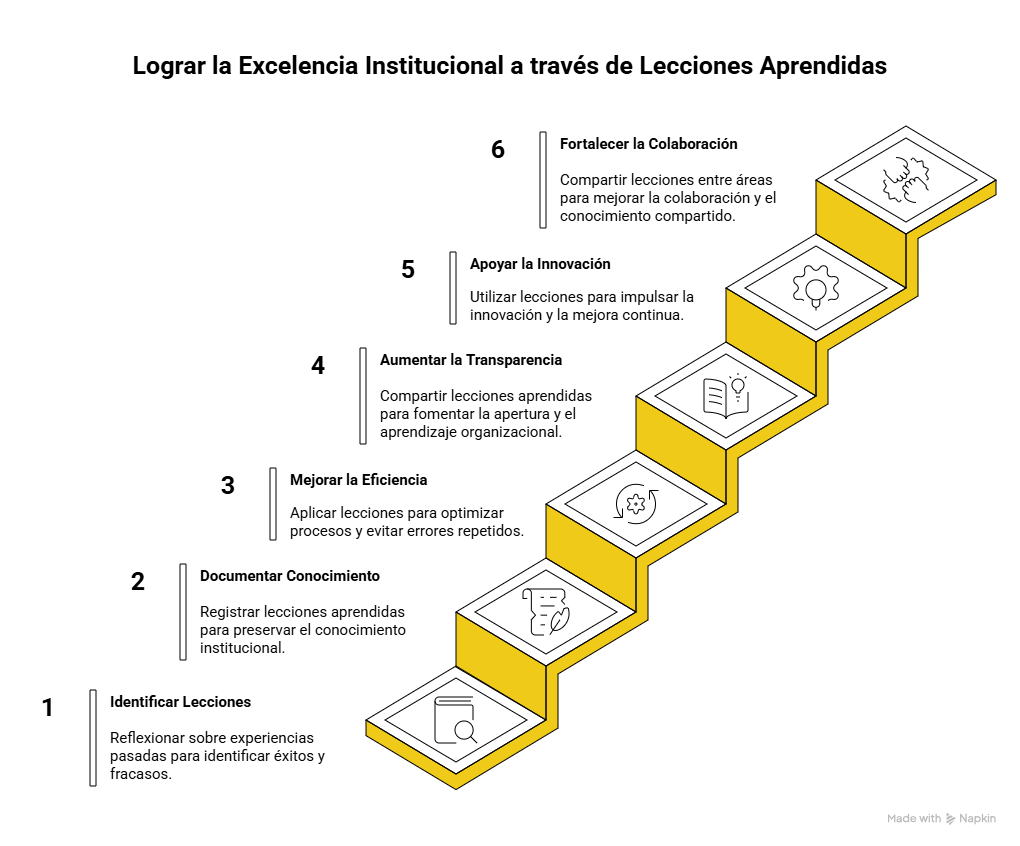 Lograr la Excelencia Institucional a través de Lecciones Aprendidas
6
Fortalecer la Colaboración
Compartir lecciones entre áreas
para mejorar la colaboración y el
conocimiento compartido.
5
Apoyar la Innovación
Utilizar lecciones para impulsar la
innovación y la mejora continua.
4
Aumentar la Transparencia
Compartir lecciones aprendidas
para fomentar la apertura y el
aprendizaje organizacional.
3
Mejorar la Eficiencia
Aplicar lecciones para optimizar
procesos y evitar errores repetidos.
2
Documentar Conocimiento
Registrar lecciones aprendidas
para preservar el conocimiento
institucional.
1
Identificar Lecciones
Reflexionar sobre experiencias
pasadas para identificar éxitos y
fracasos.
Made with Napkin